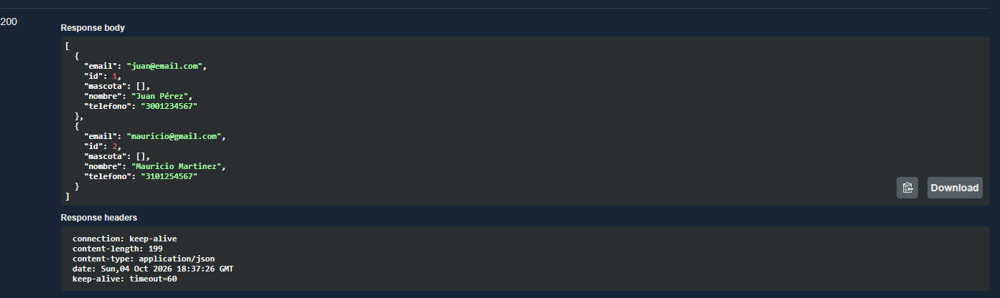 200
Response body
[
  {
    "email": "juan@email.com",
    "id": 1,
    "mascota": [],
    "nombre": "Juan Pérez",
    "telefono": "3001234567"
  },
  {
    "email": "mauricio@gmail.com",
    "id": 2,
    "mascota": [],
    "nombre": "Mauricio Martinez",
    "telefono": "3101254567"
  }
]
Download
Response headers
connection: keep-alive
content-length: 199
content-type: application/json
date: Sun,04 Oct 2026 18:37:26 GMT
keep-alive: timeout=60